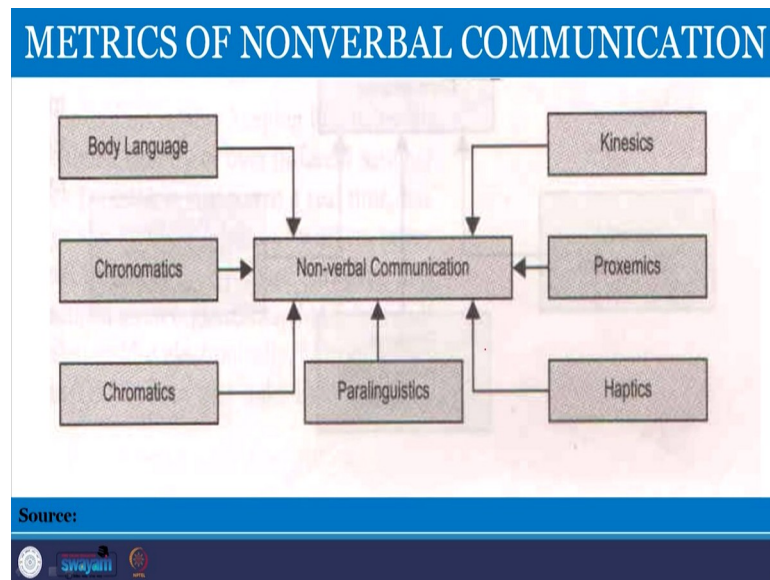 METRICS OF NONVERBAL COMMUNICATION
Body Language
Kinesics
Chronomatics
Non-verbal Communication
Proxemics
Chromatics
Paralinguistics
Haptics
Source:
swayam